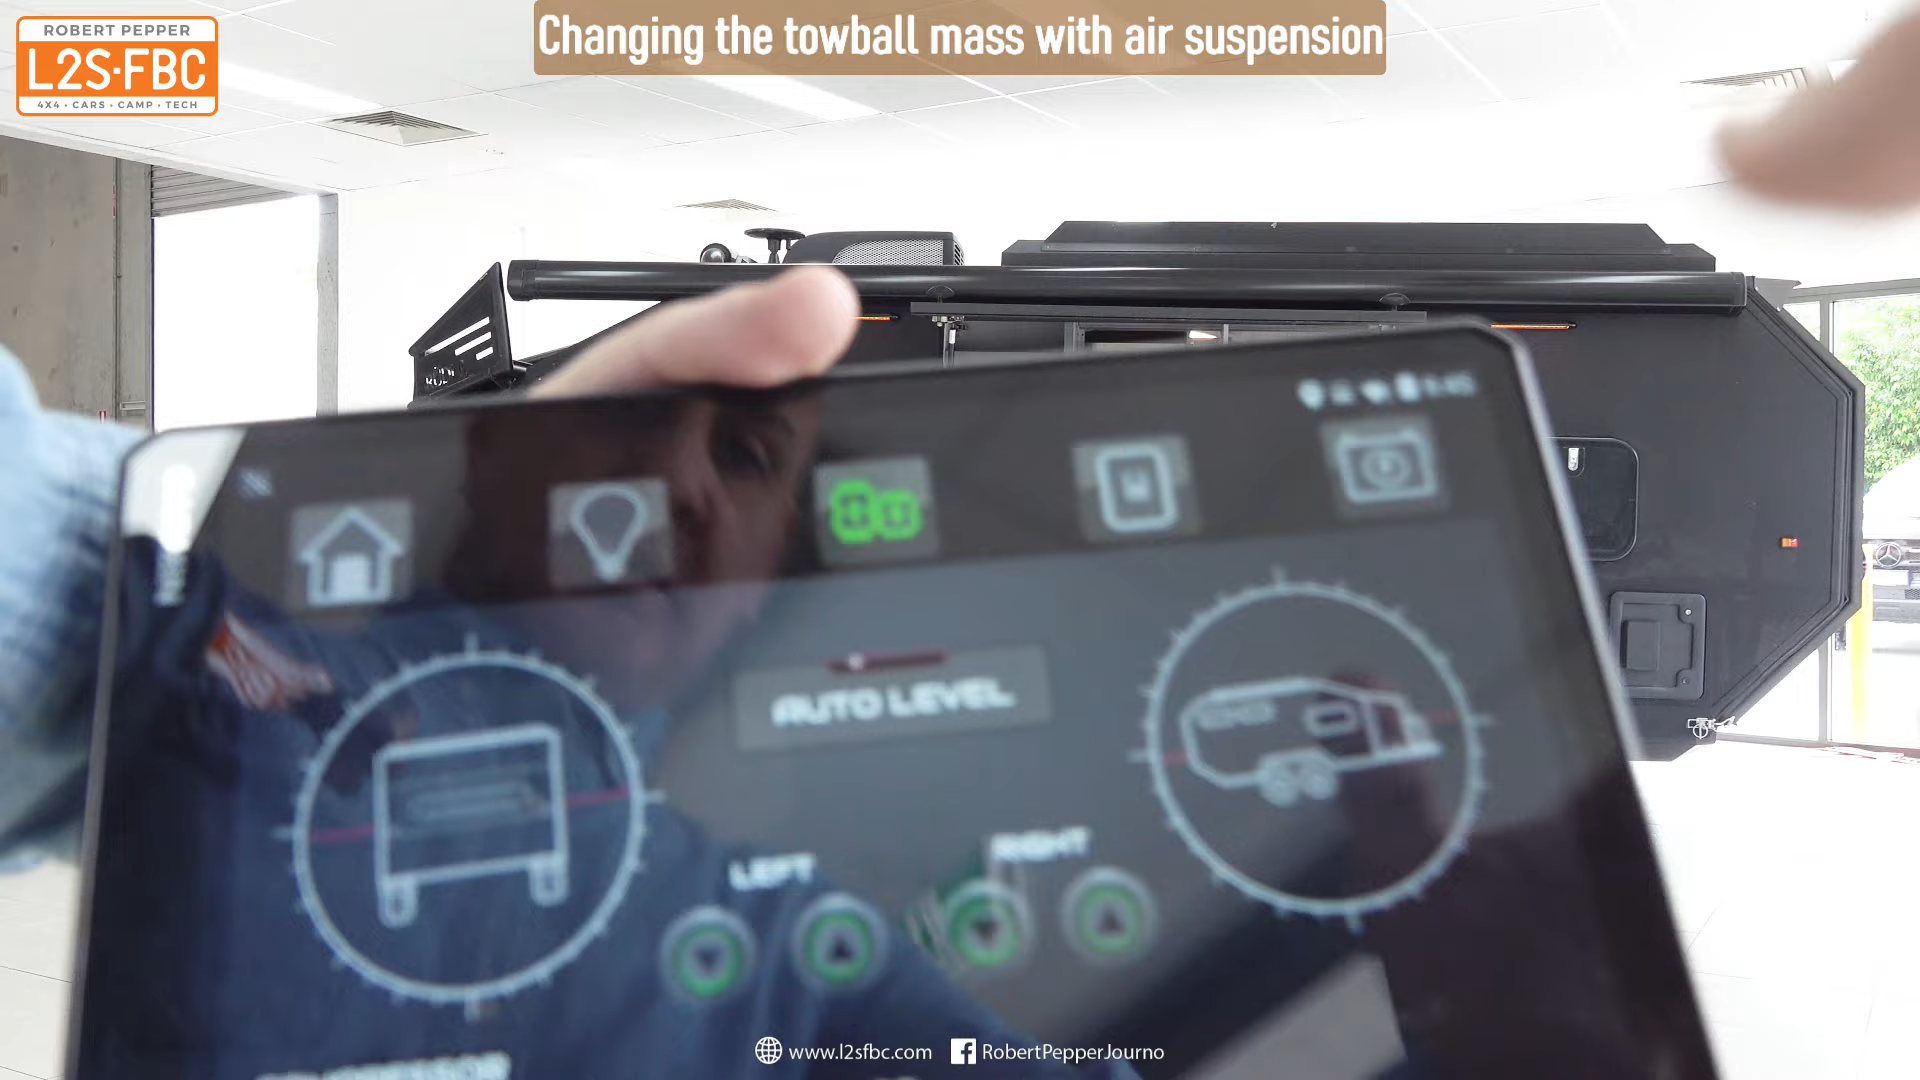 ROBERT PEPPER
L2S·FBC
4X4 • CARS • CAMP • TECH
Changing the towball mass with air suspension
AUTO LEVEL
LEFT
RIGHT
www.l2sfbc.com
RobertPepperJourno